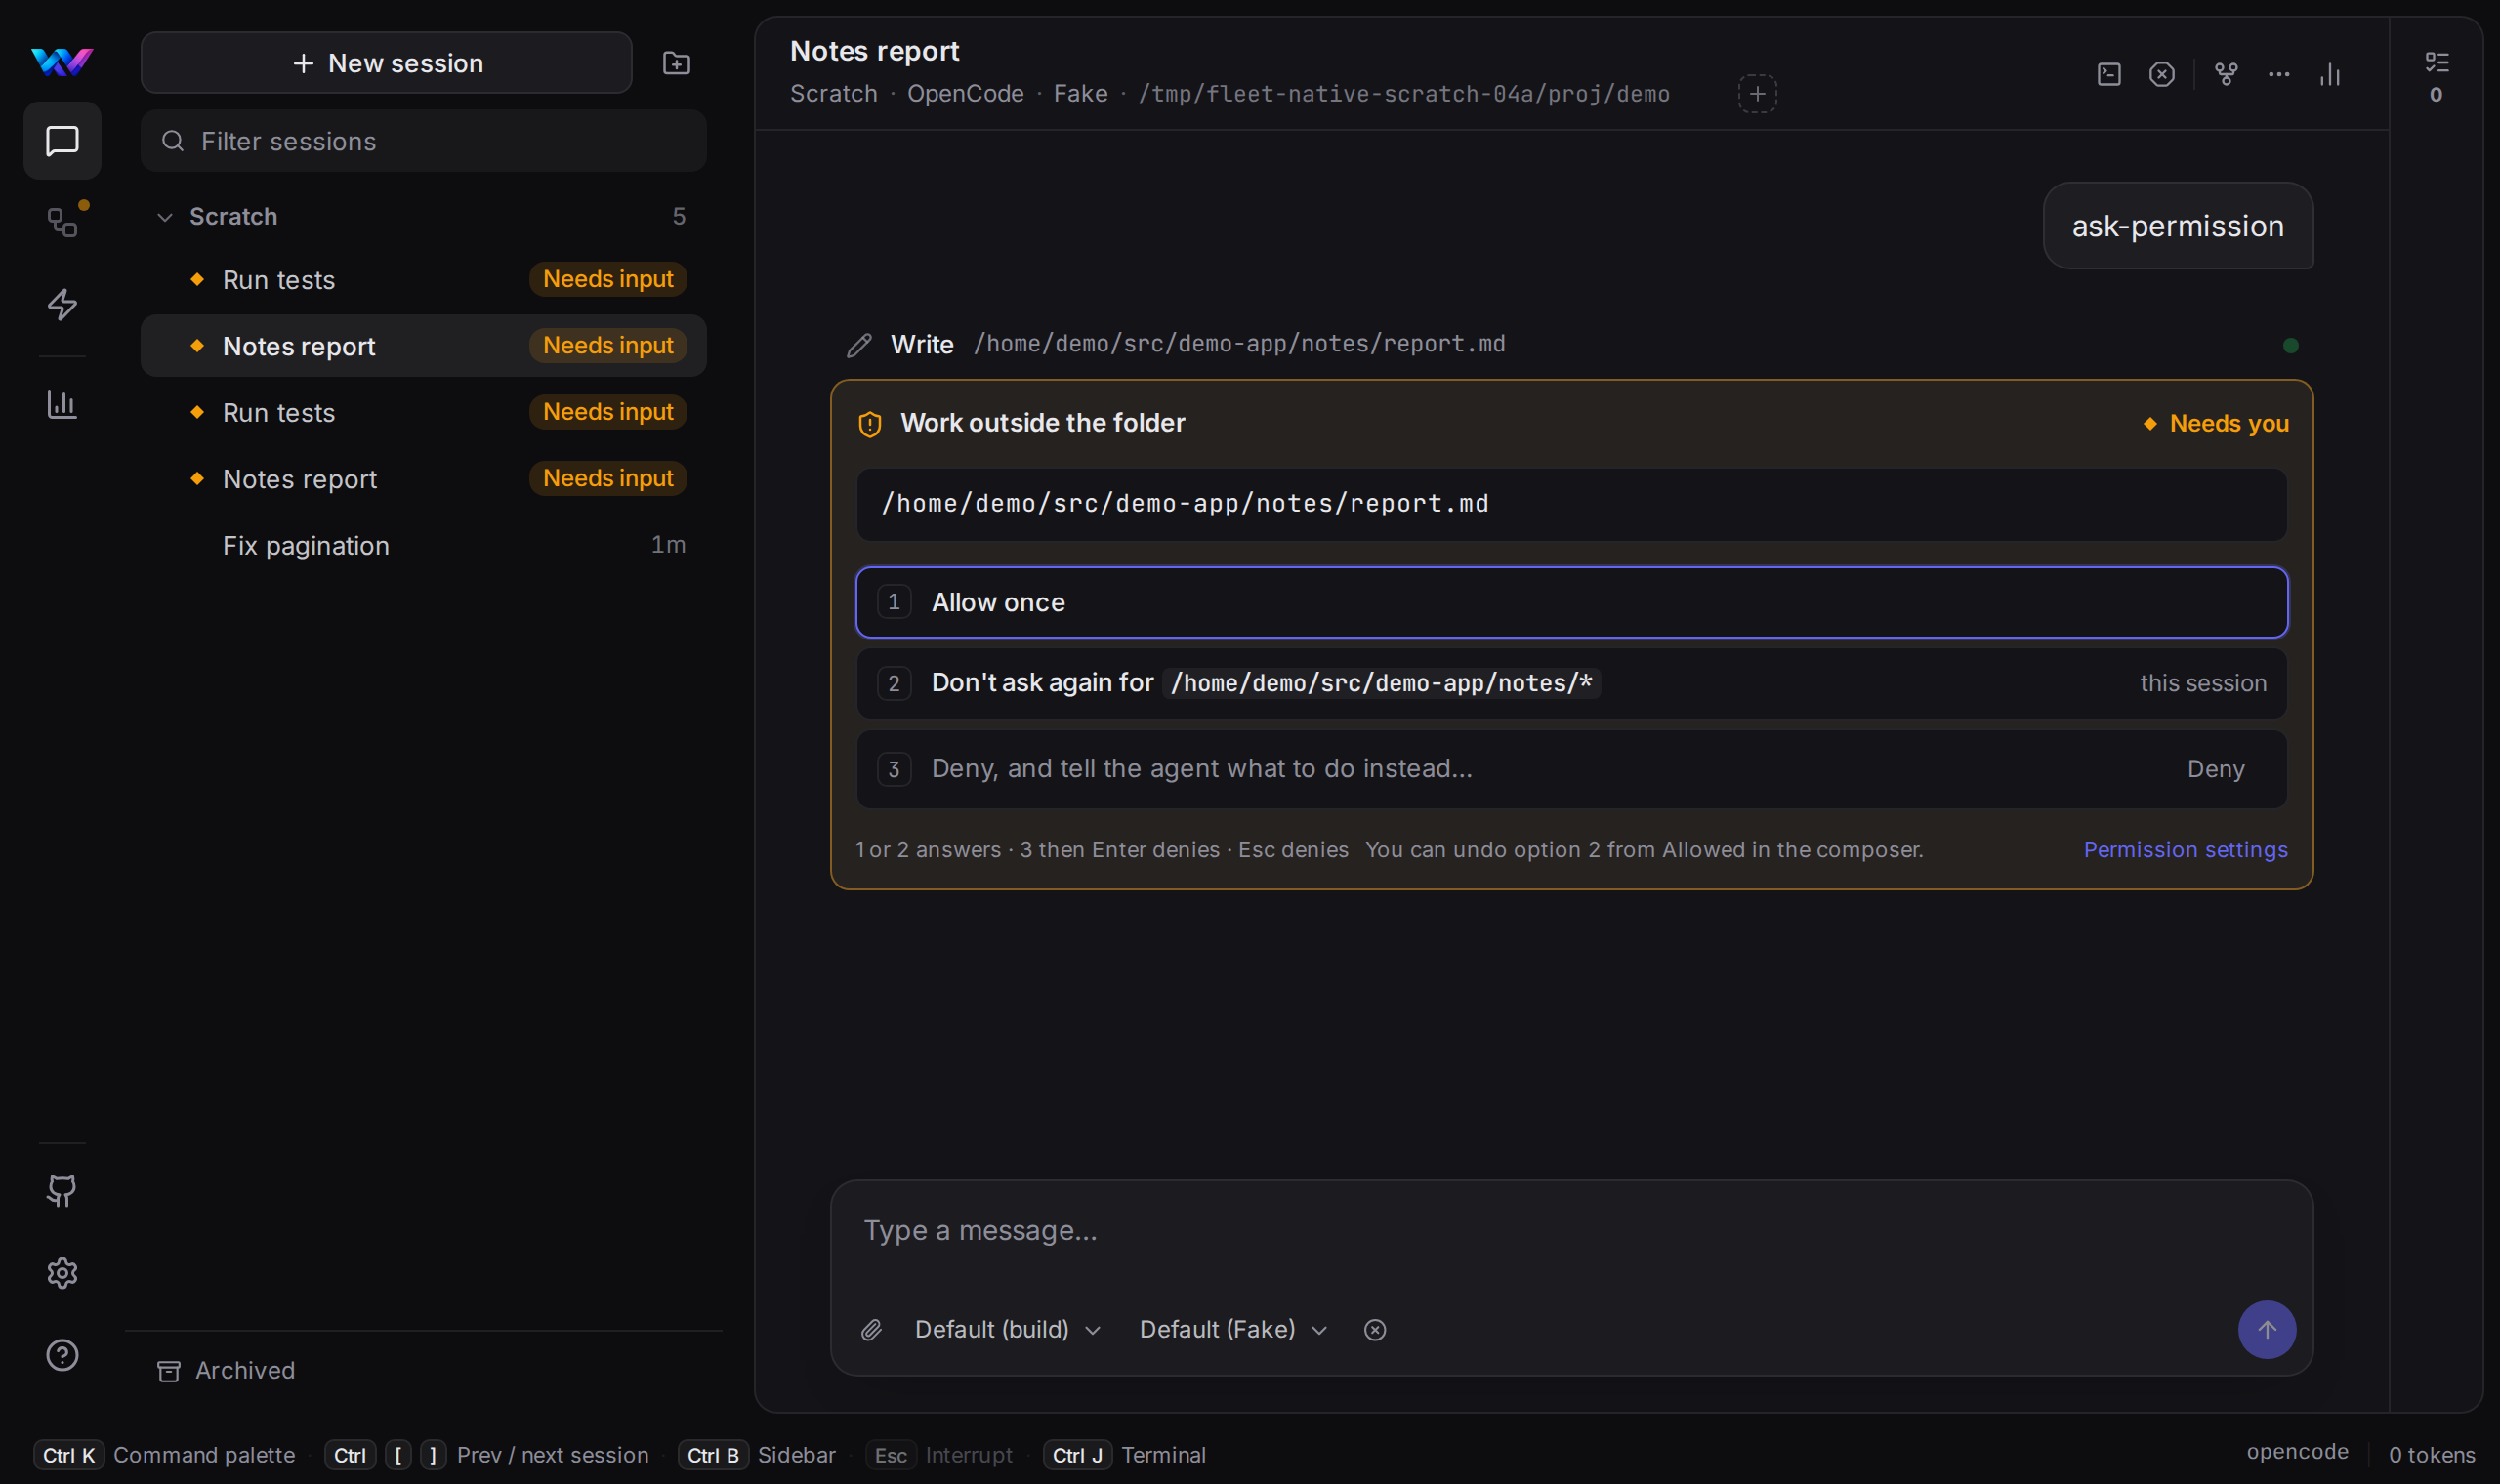 New session
Filter sessions
Scratch 5
Run tests Needs input
Notes report Needs input
Run tests Needs input
Notes report Needs input
Fix pagination 1m
Archived
Notes report
Scratch · OpenCode · Fake · /tmp/fleet-native-scratch-04a/proj/demo
0
ask-permission
Write /home/demo/src/demo-app/notes/report.md
Work outside the folder Needs you
/home/demo/src/demo-app/notes/report.md
1 Allow once
2 Don't ask again for /home/demo/src/demo-app/notes/* this session
3 Deny, and tell the agent what to do instead... Deny
1 or 2 answers · 3 then Enter denies · Esc denies You can undo option 2 from Allowed in the composer. Permission settings
Type a message...
Default (build) Default (Fake)
Ctrl K Command palette · Ctrl [ ] Prev / next session · Ctrl B Sidebar · Esc Interrupt · Ctrl J Terminal opencode 0 tokens